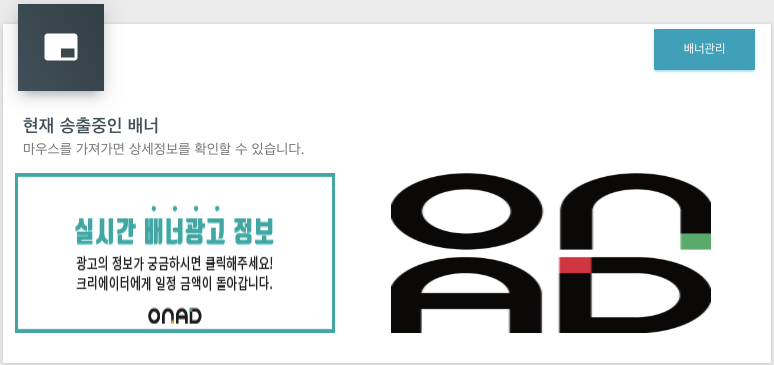 배너관리
현재 송출중인 배너
마우스를 가져가면 상세정보를 확인할 수 있습니다.
실시간 배너광고 정보
광고의 정보가 궁금하시면 클릭해주세요!
크리에이터에게 일정 금액이 돌아갑니다.
ONAD
ON
AD